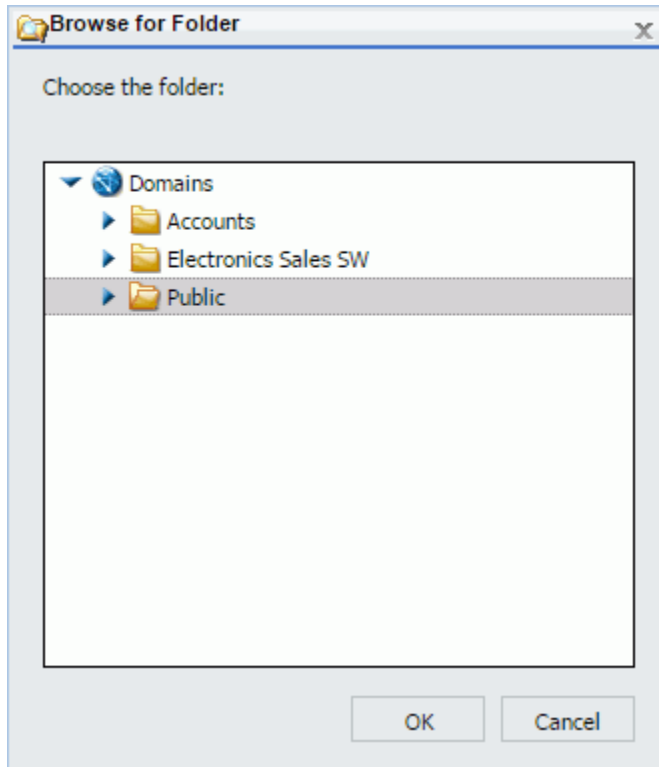 Browse for Folder
x
Choose the folder:
Domains
Accounts
Electronics Sales SW
Public
OK Cancel